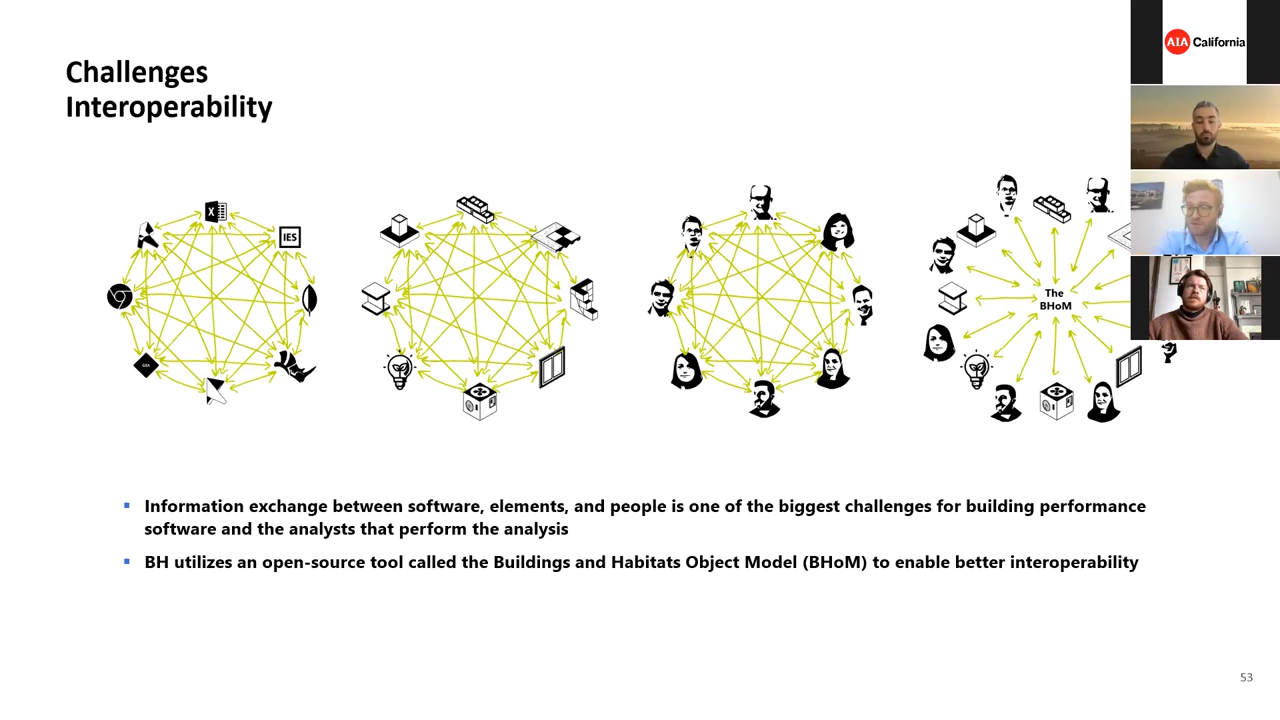 Challenges
Interoperability
AIA California
IES
GSA
The
BHoM
Information exchange between software, elements, and people is one of the biggest challenges for building performance
software and the analysts that perform the analysis
BH utilizes an open-source tool called the Buildings and Habitats Object Model (BHoM) to enable better interoperability
53